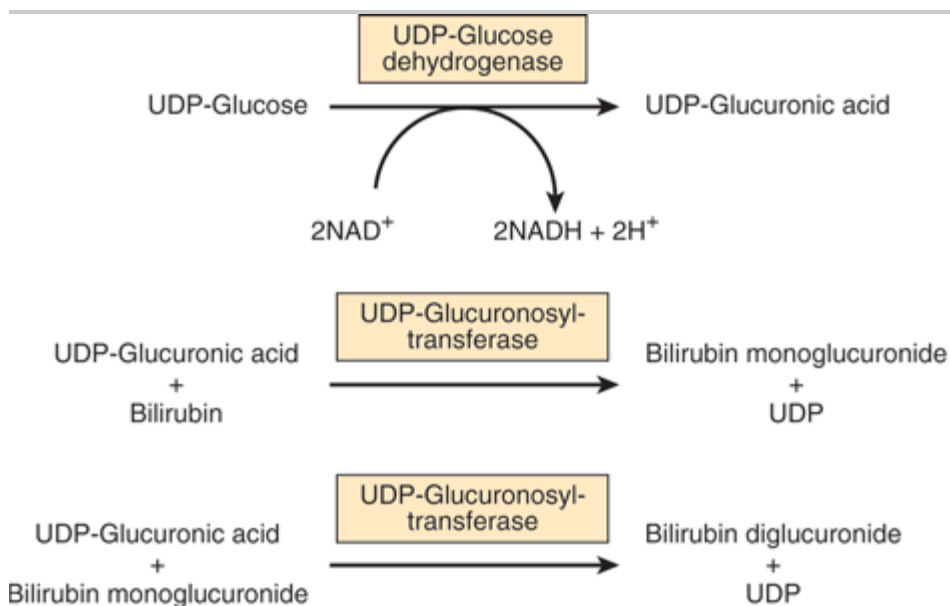 UDP-Glucose
dehydrogenase
UDP-Glucose
UDP-Glucuronic acid
2NAD+
2NADH + 2H+
UDP-Glucuronosyl-
transferase
UDP-Glucuronic acid
+
Bilirubin
Bilirubin monoglucuronide
+
UDP
UDP-Glucuronosyl-
transferase
UDP-Glucuronic acid
+
Bilirubin monoglucuronide
Bilirubin diglucuronide
+
UDP